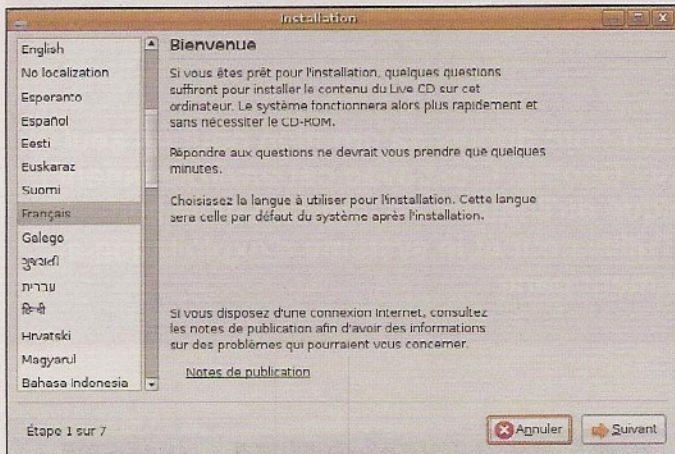 Installation
English
No localization
Esperanto
Español
Eesti
Euskaraz
Suomi
Français
Galego
ગુજરાતી
עברית
हिन्दी
Hrvatski
Magyarul
Bahasa Indonesia
Bienvenue
Si vous êtes prêt pour l'installation, quelques questions
suffiront pour installer le contenu du Live CD sur cet
ordinateur. Le système fonctionnera alors plus rapidement et
sans nécessiter le CD-ROM.
Répondre aux questions ne devrait vous prendre que quelques
minutes.
Choisissez la langue à utiliser pour l'installation. Cette langue
sera celle par défaut du système après l'installation.
Si vous disposez d'une connexion Internet, consultez
les notes de publication afin d'avoir des informations
sur des problèmes qui pourraient vous concerner.
Notes de publication
Étape 1 sur 7
Annuler
Suivant